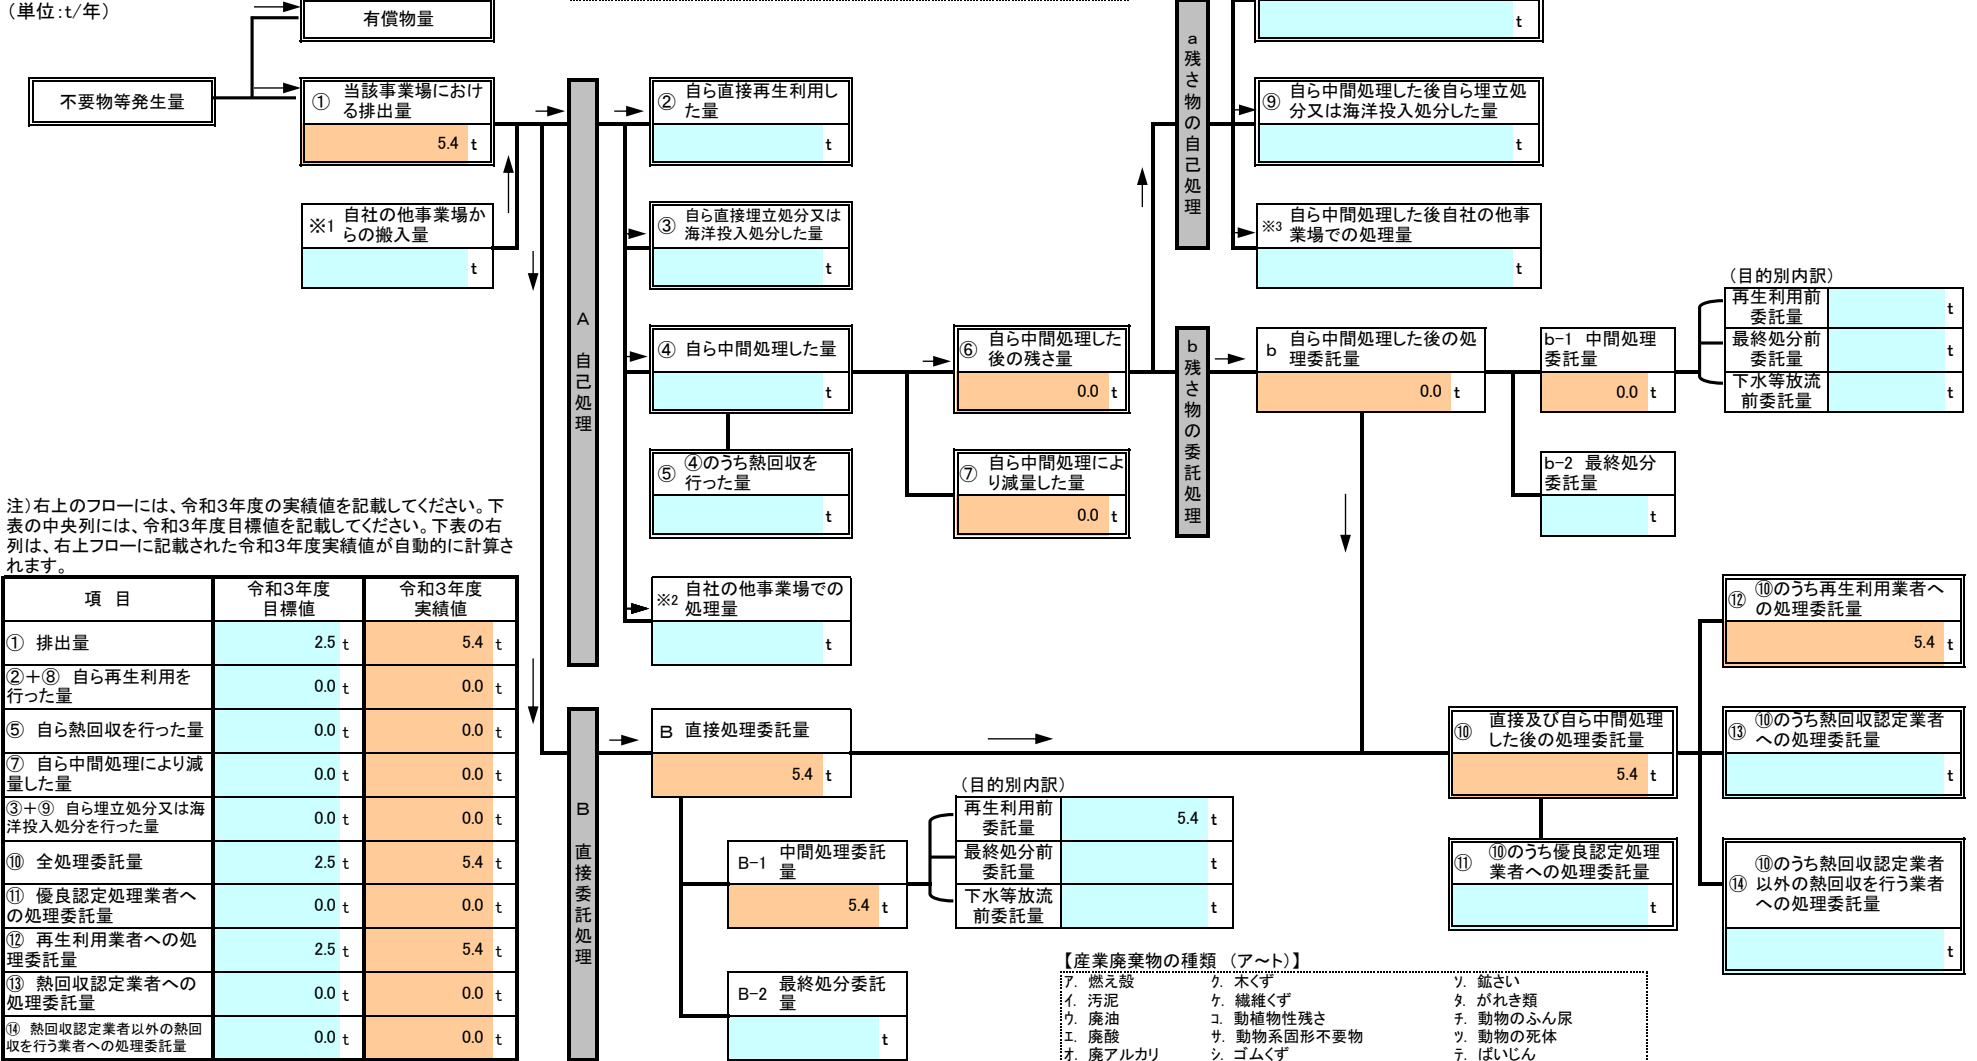 （単位:t/年）
有償物量
不要物等発生量
① 当該事業場におけ
る排出量
5.4 t
※1 自社の他事業場か
らの搬入量
t
A 自己処理
② 自ら直接再生利用し
た量
t
③ 自ら直接埋立処分又は
海洋投入処分した量
t
④ 自ら中間処理した量
t
⑤ ④のうち熱回収を
行った量
t
※2 自社の他事業場での
処理量
t
⑥ 自ら中間処理した
後の残さ量
0.0 t
⑦ 自ら中間処理によ
り減量した量
0.0 t
a 残さ物の自己処理
t
⑨ 自ら中間処理した後自ら埋立処
分又は海洋投入処分した量
t
※3 自ら中間処理した後自社の他事
業場での処理量
t
b 残さ物の委託処理
b 自ら中間処理した後の処
理委託量
0.0 t
b-1 中間処理
委託量
0.0 t
b-2 最終処分
委託量
t
（目的別内訳）
再生利用前
委託量
t
最終処分前
委託量
t
下水等放流
前委託量
t
注）右上のフローには、令和3年度の実績値を記載してください。下
表の中央列には、令和3年度目標値を記載してください。下表の右
列は、右上フローに記載された令和3年度実績値が自動的に計算さ
れます。
項 目
令和3年度
目標値
令和3年度
実績値
① 排出量 2.5 t 5.4 t
②＋⑧ 自ら再生利用を
行った量 0.0 t 0.0 t
⑤ 自ら熱回収を行った量 0.0 t 0.0 t
⑦ 自ら中間処理により減
量した量 0.0 t 0.0 t
③＋⑨ 自ら埋立処分又は海
洋投入処分を行った量 0.0 t 0.0 t
⑩ 全処理委託量 2.5 t 5.4 t
⑪ 優良認定処理業者へ
の処理委託量 0.0 t 0.0 t
⑫ 再生利用業者への処
理委託量 2.5 t 5.4 t
⑬ 熱回収認定業者への
処理委託量 0.0 t 0.0 t
⑭ 熱回収認定業者以外の熱回
収を行う業者への処理委託量 0.0 t 0.0 t
B 直接委託処理
B 直接処理委託量
5.4 t
B-1 中間処理委託
量
5.4 t
B-2 最終処分委託
量
t
（目的別内訳）
再生利用前
委託量
5.4 t
最終処分前
委託量
t
下水等放流
前委託量
t
⑩ 直接及び自ら中間処理
した後の処理委託量
5.4 t
⑪ ⑩のうち優良認定処理
業者への処理委託量
t
⑫ ⑩のうち再生利用業者へ
の処理委託量
5.4 t
⑬ ⑩のうち熱回収認定業者
への処理委託量
t
⑭ ⑩のうち熱回収認定業者
以外の熱回収を行う業者
への処理委託量
t
【産業廃棄物の種類 （ア～ト）】
ア. 燃え殻 ク. 木くず ソ. 鉱さい
イ. 汚泥 ケ. 繊維くず タ. がれき類
ウ. 廃油 コ. 動植物性残さ チ. 動物のふん尿
エ. 廃酸 サ. 動物系固形不要物 ツ. 動物の死体
オ. 廃アルカリ シ. ゴムくず テ. ばいじん